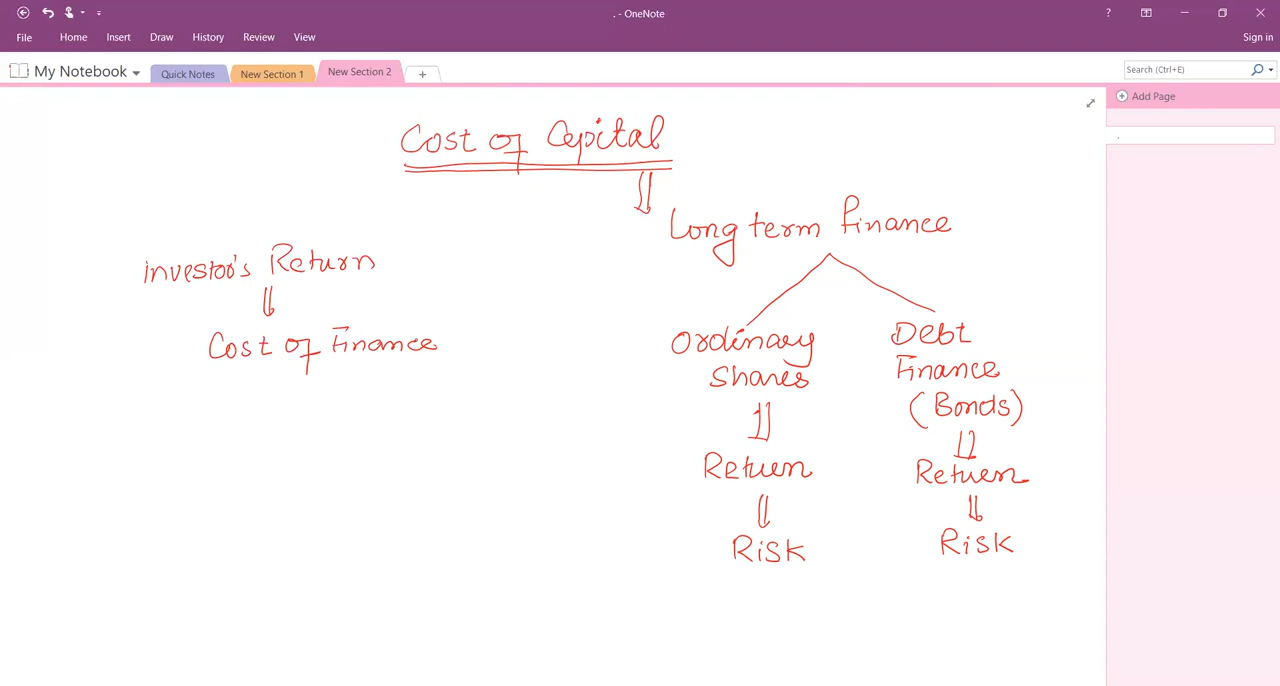 . - OneNote
?
File Home Insert Draw History Review View
Sign in
My Notebook
Quick Notes
New Section 1
New Section 2
+
Search (Ctrl+E)
Add Page
.
Cost of Capital
Long term Finance
investor's Return
Cost of Finance
Ordinary
Shares
Return
Risk
Debt
Finance
(Bonds)
Return
Risk